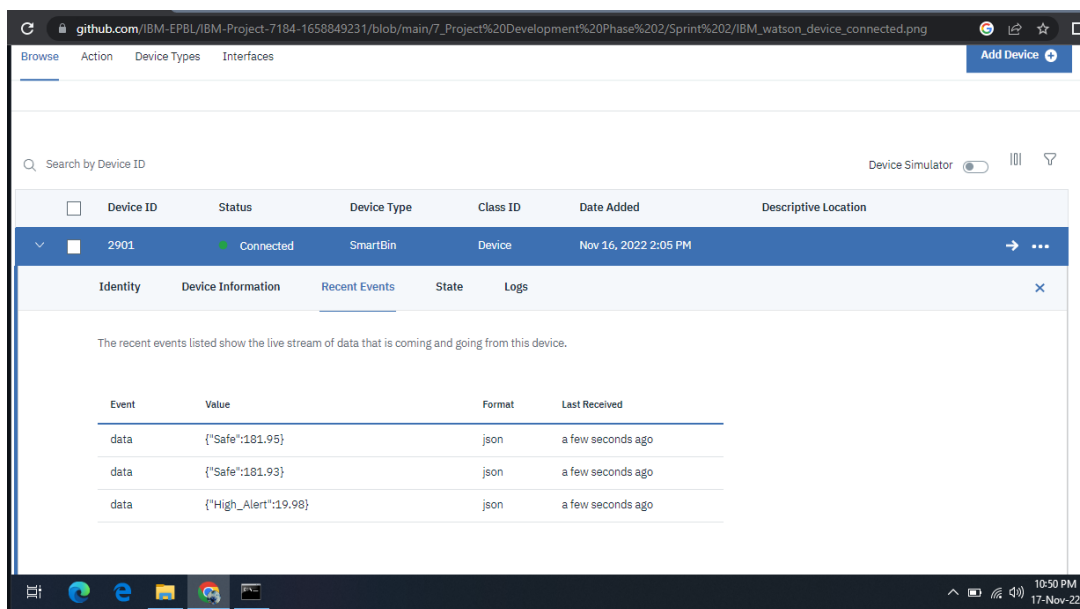 github.com/IBM-EPBL/IBM-Project-7184-1658849231/blob/main/7_Project%20Development%20Phase%202/Sprint%202/IBM_watson_device_connected.png
Browse Action Device Types Interfaces Add Device
Search by Device ID Device Simulator
Device ID Status Device Type Class ID Date Added Descriptive Location
2901 Connected SmartBin Device Nov 16, 2022 2:05 PM
Identity Device Information Recent Events State Logs
The recent events listed show the live stream of data that is coming and going from this device.
Event Value Format Last Received
data {"Safe":181.95} json a few seconds ago
data {"Safe":181.93} json a few seconds ago
data {"High_Alert":19.98} json a few seconds ago
10:50 PM
17-Nov-22